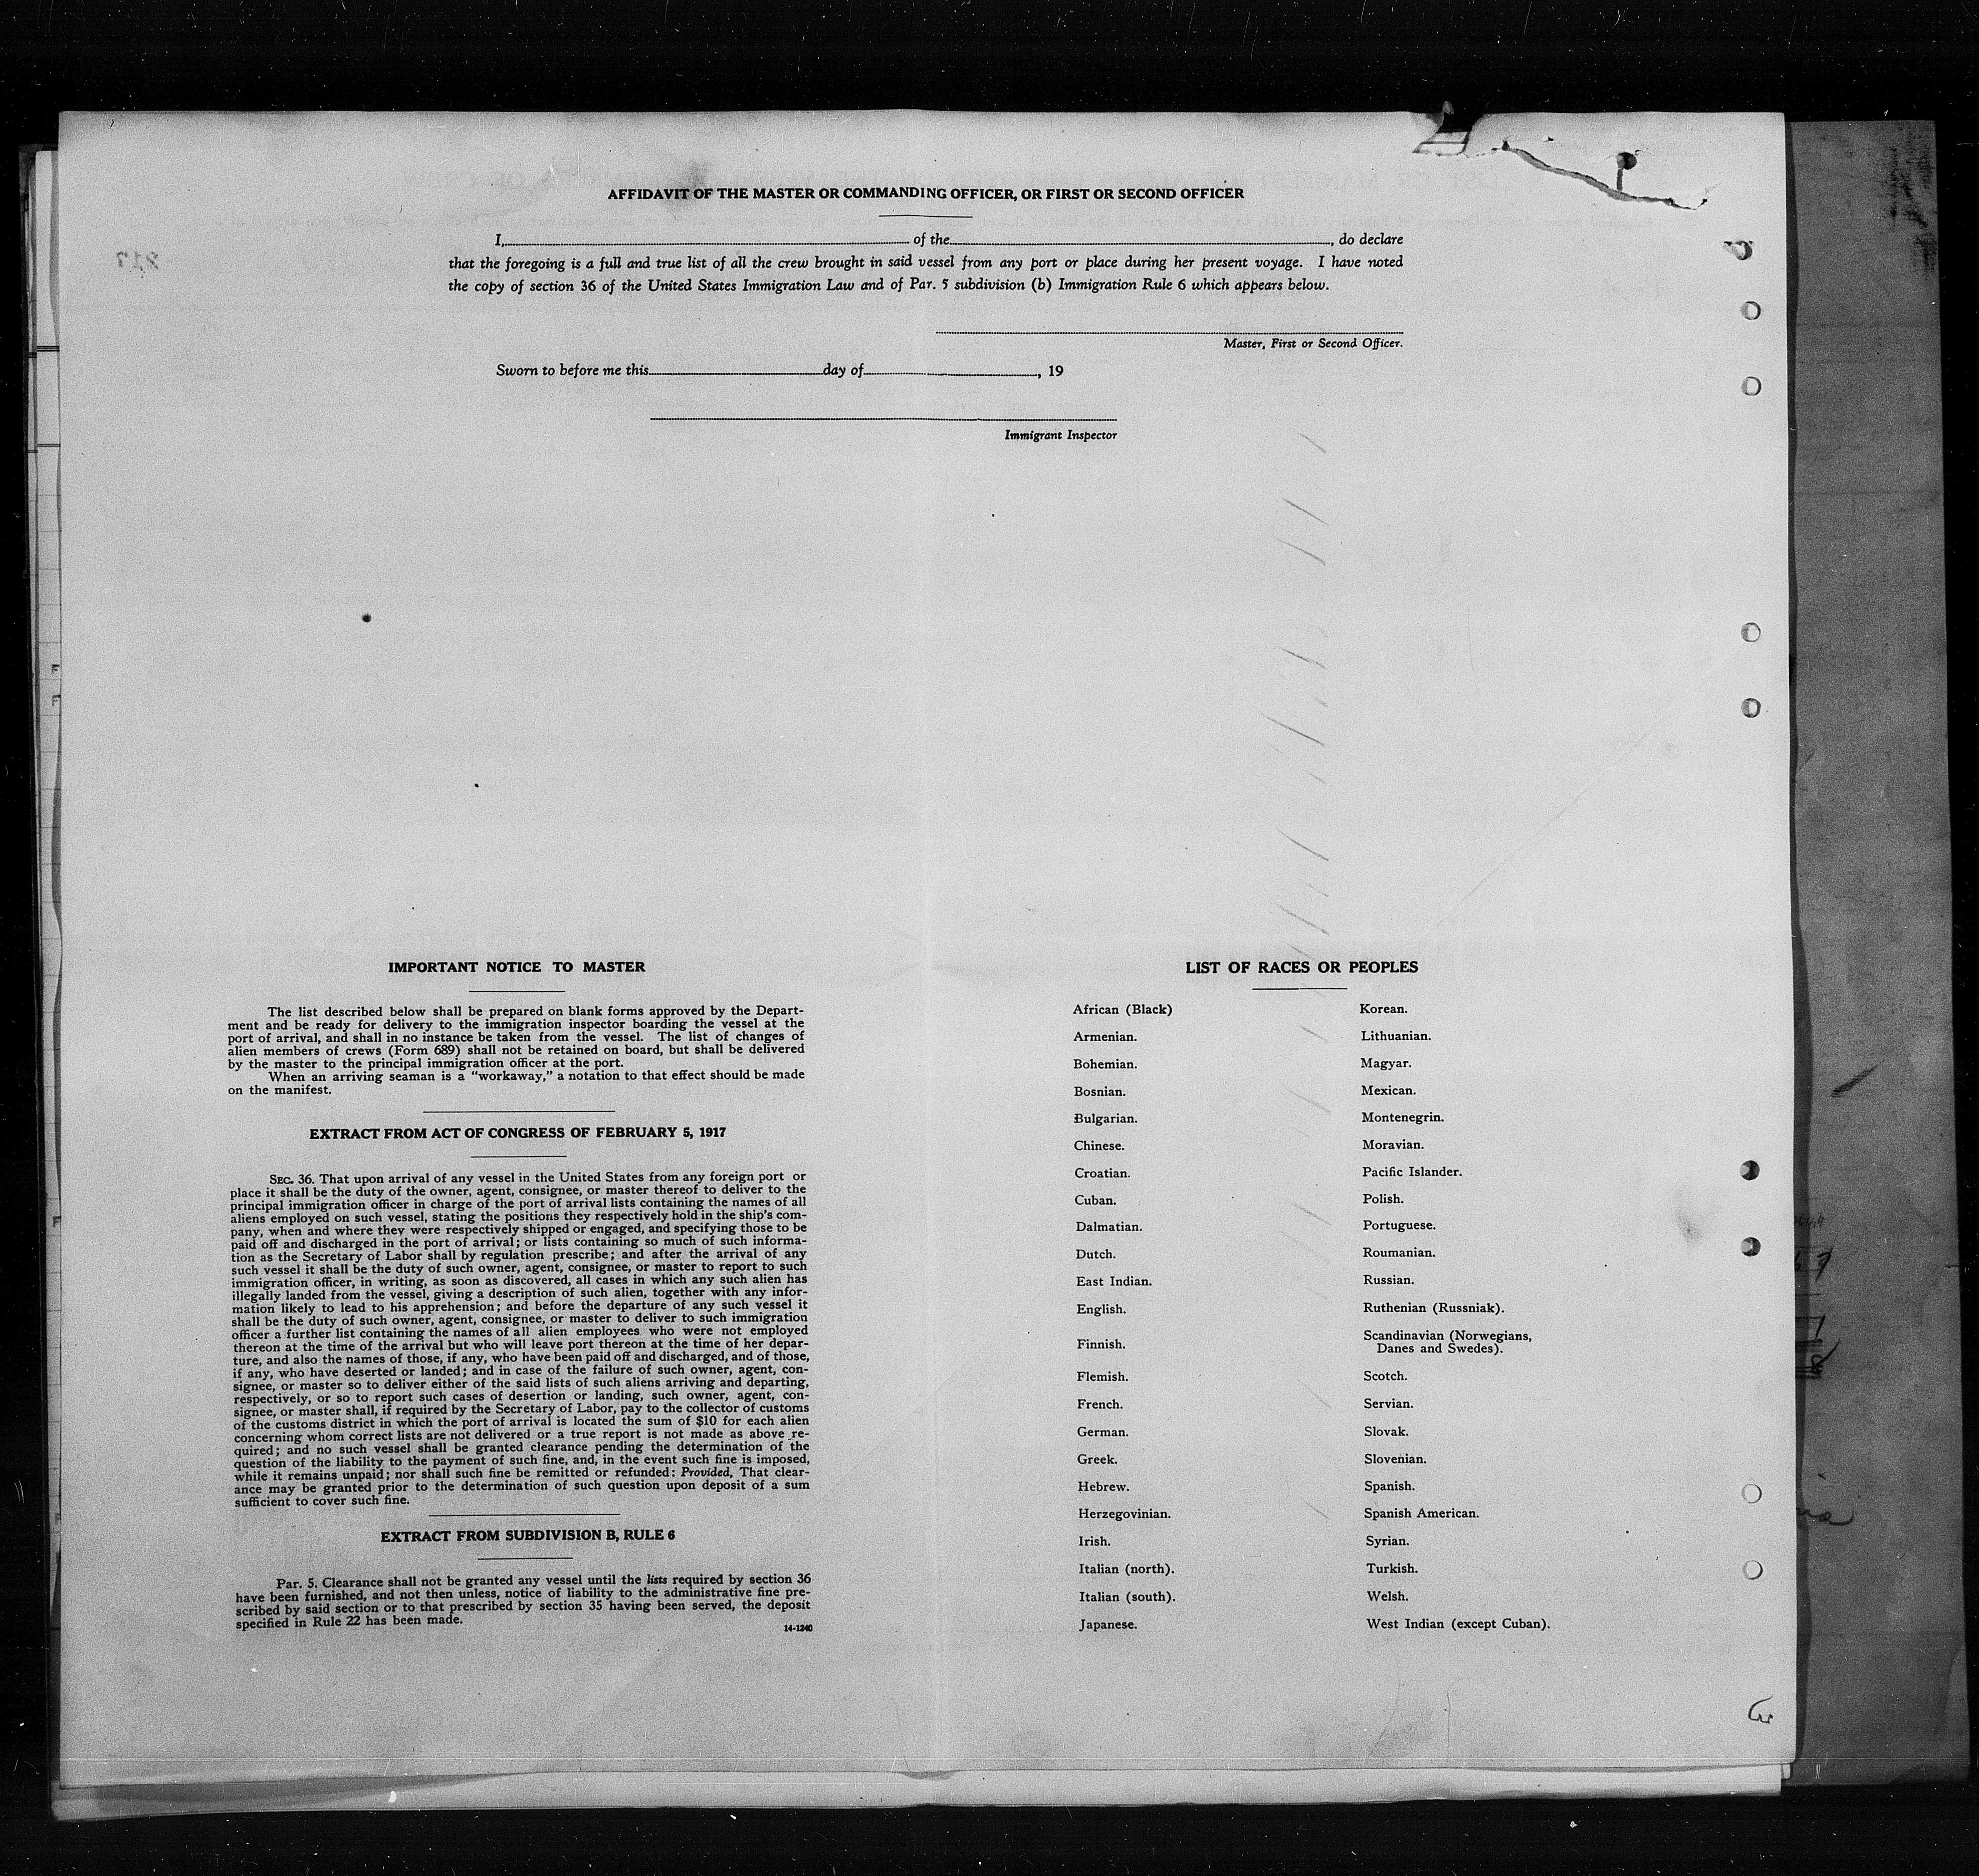 AFFIDAVIT OF THE MASTER OR COMMANDING OFFICER, OR FIRST OR SECOND OFFICER
I, of the , do declare
that the foregoing is a full and true list of all the crew brought in said vessel from any port or place during her present voyage. I have noted
the copy of section 36 of the United States Immigration Law and of Par. 5 subdivision (b) Immigration Rule 6 which appears below.
Master, First or Second Officer.
Sworn to before me this day of , 19
Immigrant Inspector
IMPORTANT NOTICE TO MASTER
The list described below shall be prepared on blank forms approved by the Depart-
ment and be ready for delivery to the immigration inspector boarding the vessel at the
port of arrival, and shall in no instance be taken from the vessel. The list of changes of
alien members of crews (Form 689) shall not be retained on board, but shall be delivered
by the master to the principal immigration officer at the port.
When an arriving seaman is a "workaway," a notation to that effect should be made
on the manifest.
EXTRACT FROM ACT OF CONGRESS OF FEBRUARY 5, 1917
SEC. 36. That upon arrival of any vessel in the United States from any foreign port or
place it shall be the duty of the owner, agent, consignee, or master thereof to deliver to the
principal immigration officer in charge of the port of arrival lists containing the names of all
aliens employed on such vessel, stating the positions they respectively hold in the ship's com-
pany, when and where they were respectively shipped or engaged, and specifying those to be
paid off and discharged in the port of arrival; or lists containing so much of such informa-
tion as the Secretary of Labor shall by regulation prescribe; and after the arrival of any
such vessel it shall be the duty of such owner, agent, consignee, or master to report to such
immigration officer, in writing, as soon as discovered, all cases in which any such alien has
illegally landed from the vessel, giving a description of such alien, together with any infor-
mation likely to lead to his apprehension; and before the departure of any such vessel it
shall be the duty of such owner, agent, consignee, or master to deliver to such immigration
officer a further list containing the names of all alien employees who were not employed
thereon at the time of the arrival but who will leave port thereon at the time of her depar-
ture, and also the names of those, if any, who have been paid off and discharged, and of those,
if any, who have deserted or landed; and in case of the failure of such owner, agent, con-
signee, or master so to deliver either of the said lists of such aliens arriving and departing,
respectively, or so to report such cases of desertion or landing, such owner, agent, con-
signee, or master shall, if required by the Secretary of Labor, pay to the collector of customs
of the customs district in which the port of arrival is located the sum of $10 for each alien
concerning whom correct lists are not delivered or a true report is not made as above re-
quired; and no such vessel shall be granted clearance pending the determination of the
question of the liability to the payment of such fine, and, in the event such fine is imposed,
while it remains unpaid; nor shall such fine be remitted or refunded: Provided, That clear-
ance may be granted prior to the determination of such question upon deposit of a sum
sufficient to cover such fine.
EXTRACT FROM SUBDIVISION B, RULE 6
Par. 5. Clearance shall not be granted any vessel until the lists required by section 36
have been furnished, and not then unless, notice of liability to the administrative fine pre-
scribed by said section or to that prescribed by section 35 having been served, the deposit
specified in Rule 22 has been made.
14-1240
LIST OF RACES OR PEOPLES
African (Black)
Armenian.
Bohemian.
Bosnian.
Bulgarian.
Chinese.
Croatian.
Cuban.
Dalmatian.
Dutch.
East Indian.
English.
Finnish.
Flemish.
French.
German.
Greek.
Hebrew.
Herzegovinian.
Irish.
Italian (north).
Italian (south).
Japanese.
Korean.
Lithuanian.
Magyar.
Mexican.
Montenegrin.
Moravian.
Pacific Islander.
Polish.
Portuguese.
Roumanian.
Russian.
Ruthenian (Russniak).
Scandinavian (Norwegians,
Danes and Swedes).
Scotch.
Servian.
Slovak.
Slovenian.
Spanish.
Spanish American.
Syrian.
Turkish.
Welsh.
West Indian (except Cuban).